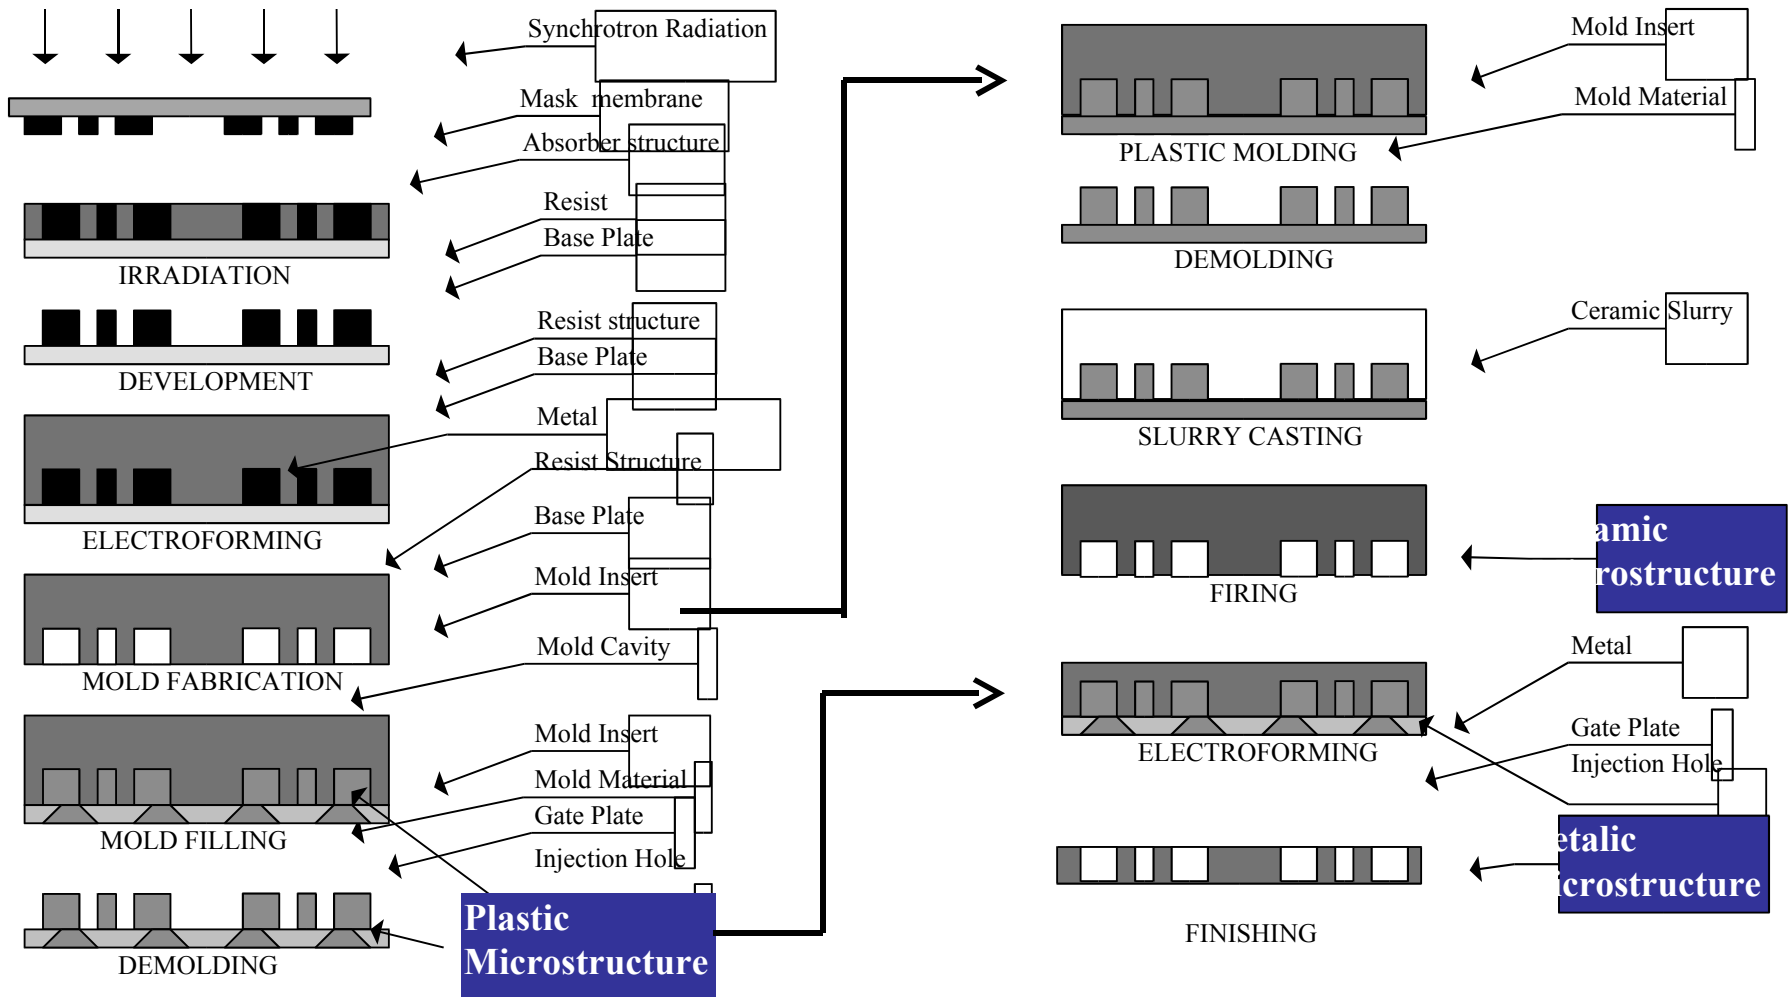 Synchrotron Radiation
Mask membrane
Absorber structure
Resist
Base Plate
IRRADIATION
Resist structure
Base Plate
DEVELOPMENT
Metal
Resist Structure
Base Plate
ELECTROFORMING
Mold Insert
Mold Cavity
MOLD FABRICATION
Mold Insert
Mold Material
Gate Plate
MOLD FILLING
Injection Hole
Plastic
Microstructure
DEMOLDING
Mold Insert
Mold Material
PLASTIC MOLDING
DEMOLDING
Ceramic Slurry
SLURRY CASTING
amic
rostructure
FIRING
Metal
Gate Plate
ELECTROFORMING
Injection Hole
etalic
icrostructure
FINISHING